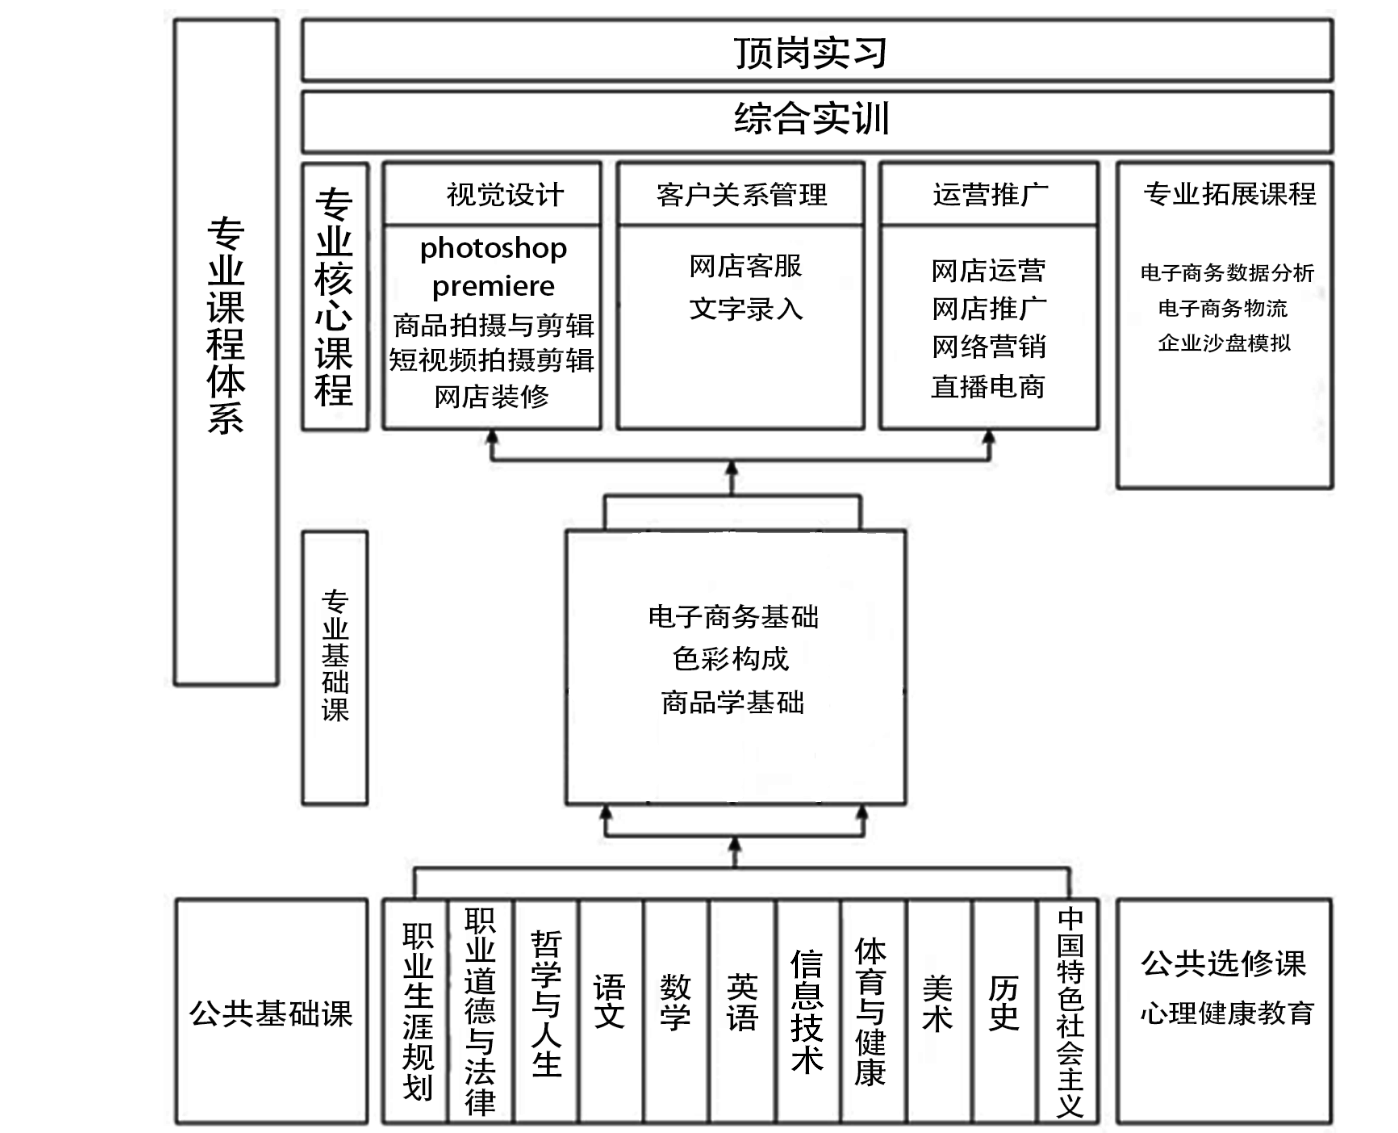 顶岗实习
综合实训
专业课程体系
专业核心课程
视觉设计
photoshop
premiere
商品拍摄与剪辑
短视频拍摄剪辑
网店装修
客户关系管理
网店客服
文字录入
运营推广
网店运营
网店推广
网络营销
直播电商
专业拓展课程
电子商务数据分析
电子商务物流
企业沙盘模拟
专业基础课
电子商务基础
色彩构成
商品学基础
公共基础课
职业生涯规划
职业道德与法律
哲学与人生
语文
数学
英语
信息技术
体育与健康
美术
历史
中国特色社会主义
公共选修课
心理健康教育